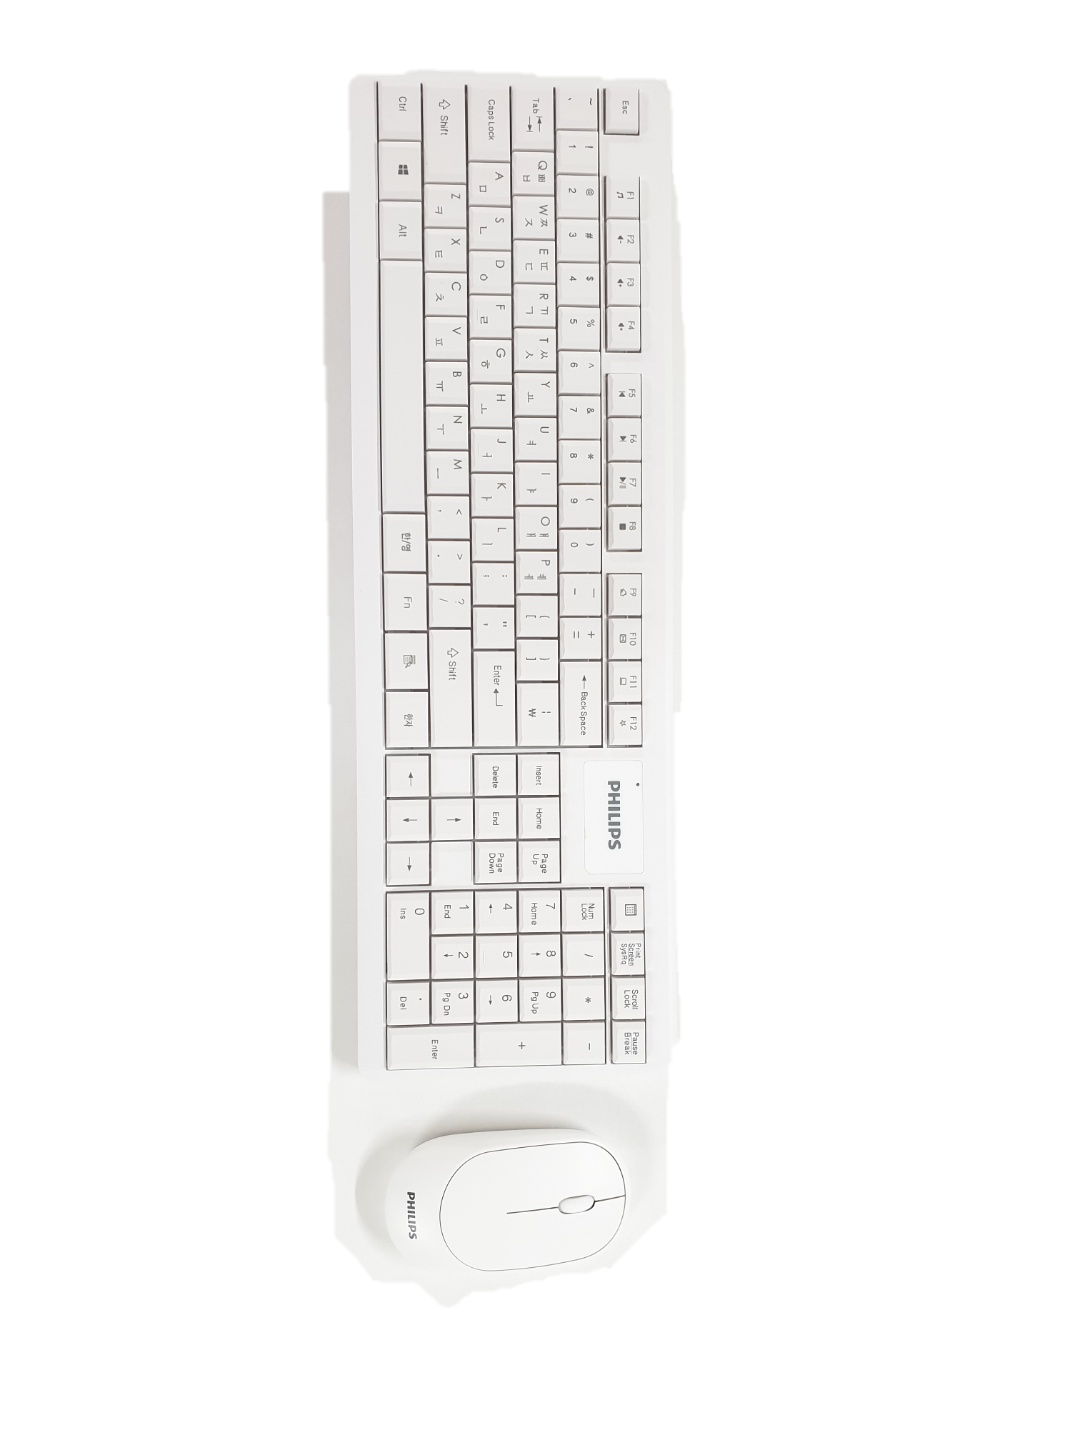 Esc
F1 F2 F3 F4 F5 F6 F7 F8 F9 F10 F11 F12
Print Screen SysRq
Scroll Lock
Pause Break
~ ! @ # $ % ^ & * ( ) — +
` 1 2 3 4 5 6 7 8 9 0 - = ← Back Space
Tab
Q ㅃ W ㅉ E ㄸ R ㄲ T ㅆ Y U I O ㅒ P ㅖ { }
ㅂ ㅈ ㄷ ㄱ ㅅ ㅛ ㅕ ㅑ ㅐ ㅔ [ ] ₩
Caps Lock
A S D F G H J K L : "
ㅁ ㄴ ㅇ ㄹ ㅎ ㅗ ㅓ ㅏ ㅣ ; '
Enter
Shift
Z X C V B N M < > ?
ㅋ ㅌ ㅊ ㅍ ㅠ ㅜ ㅡ , . /
Shift
Ctrl Alt 한/영 Fn 한자
PHILIPS
Insert Home Page Up
Delete End Page Down
↑
← ↓ →
Num Lock / * -
7 Home 8 ↑ 9 PgUp +
4 ← 5 6 →
1 End 2 ↓ 3 Pg Dn Enter
0 Ins . Del
PHILIPS